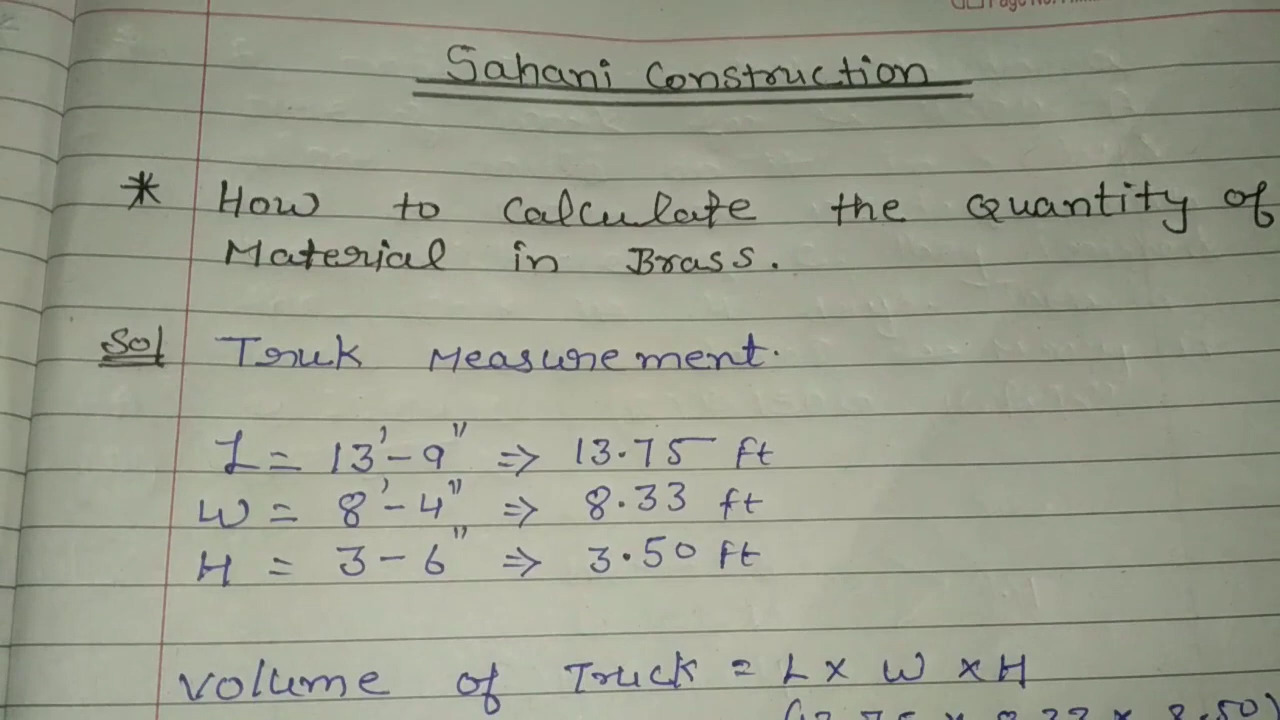 Sahani Construction
* How to Calculate the Quantity of
Material in Brass.
Sol Truk Measurement.
L = 13'-9" => 13.75 ft
W = 8'-4" => 8.33 ft
H = 3-6" => 3.50 ft
Volume of Truck = L x W x H